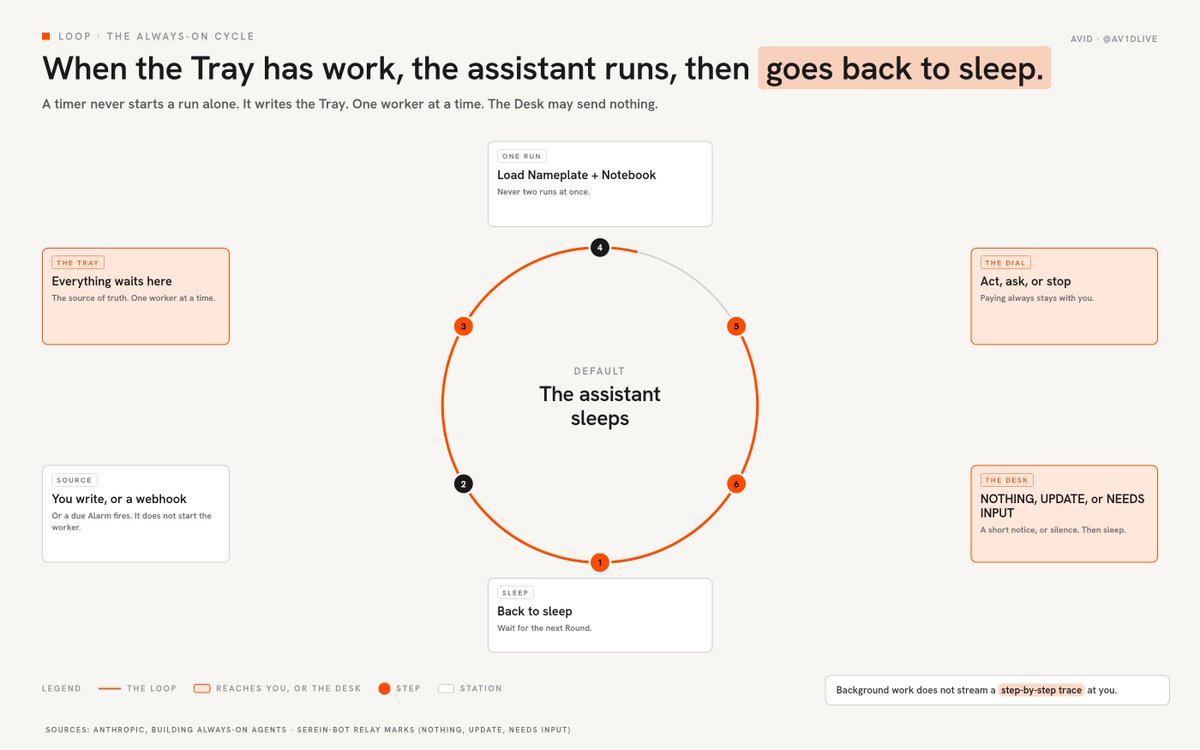 LOOP · THE ALWAYS-ON CYCLE
AVID · @AV1DLIVE
When the Tray has work, the assistant runs, then goes back to sleep.
A timer never starts a run alone. It writes the Tray. One worker at a time. The Desk may send nothing.
ONE RUN
Load Nameplate + Notebook
Never two runs at once.
THE TRAY
Everything waits here
The source of truth. One worker at a time.
THE DIAL
Act, ask, or stop
Paying always stays with you.
4
3
5
DEFAULT
The assistant
sleeps
2
6
1
SOURCE
You write, or a webhook
Or a due Alarm fires. It does not start the
worker.
THE DESK
NOTHING, UPDATE, or NEEDS
INPUT
A short notice, or silence. Then sleep.
SLEEP
Back to sleep
Wait for the next Round.
LEGEND THE LOOP REACHES YOU, OR THE DESK STEP STATION
Background work does not stream a step-by-step trace at you.
SOURCES: ANTHROPIC, BUILDING ALWAYS-ON AGENTS · SEREIN-BOT RELAY MARKS (NOTHING, UPDATE, NEEDS INPUT)